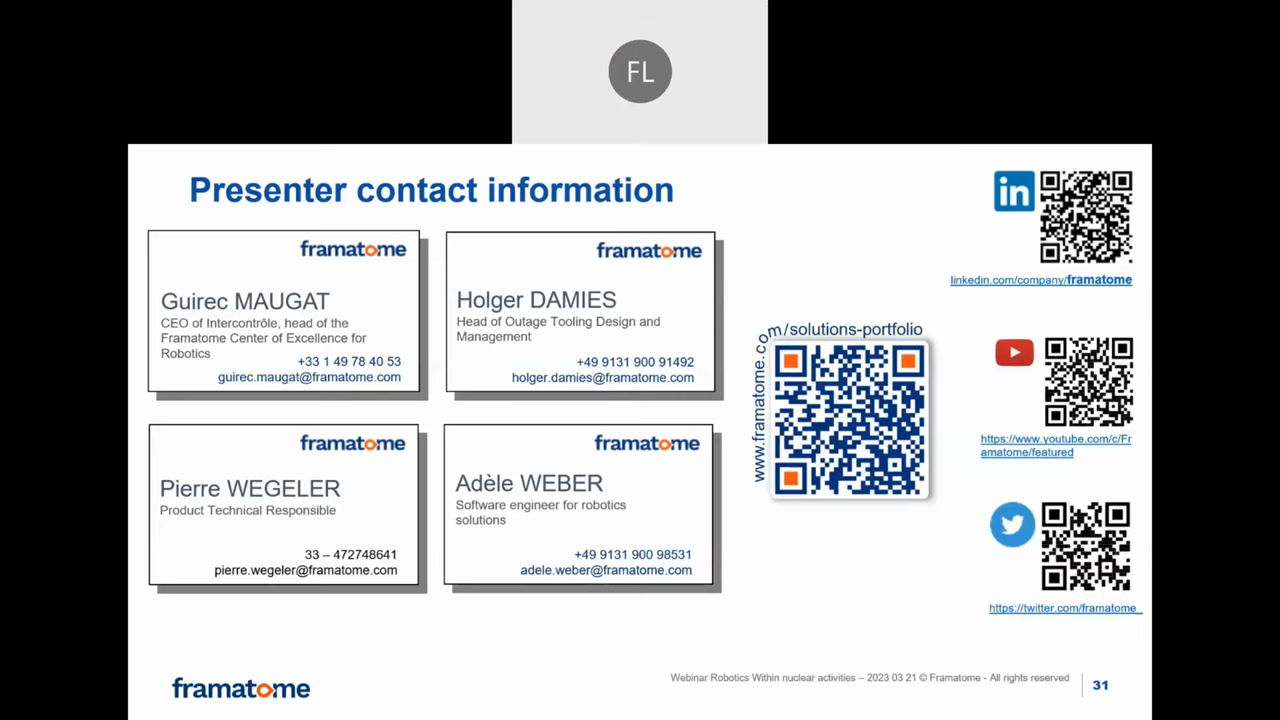 FL
Presenter contact information
framatome
Guirec MAUGAT
CEO of Intercontrôle, head of the
Framatome Center of Excellence for
Robotics
+33 1 49 78 40 53
guirec.maugat@framatome.com
framatome
Holger DAMIES
Head of Outage Tooling Design and
Management
+49 9131 900 91492
holger.damies@framatome.com
framatome
Pierre WEGELER
Product Technical Responsible
33 – 472748641
pierre.wegeler@framatome.com
framatome
Adèle WEBER
Software engineer for robotics
solutions
+49 9131 900 98531
adele.weber@framatome.com
www.framatome.com/solutions-portfolio
in
linkedin.com/company/framatome
https://www.youtube.com/c/Fr
amatome/featured
https://twitter.com/framatome_
framatome
Webinar Robotics Within nuclear activities – 2023 03 21 © Framatome - All rights reserved
31